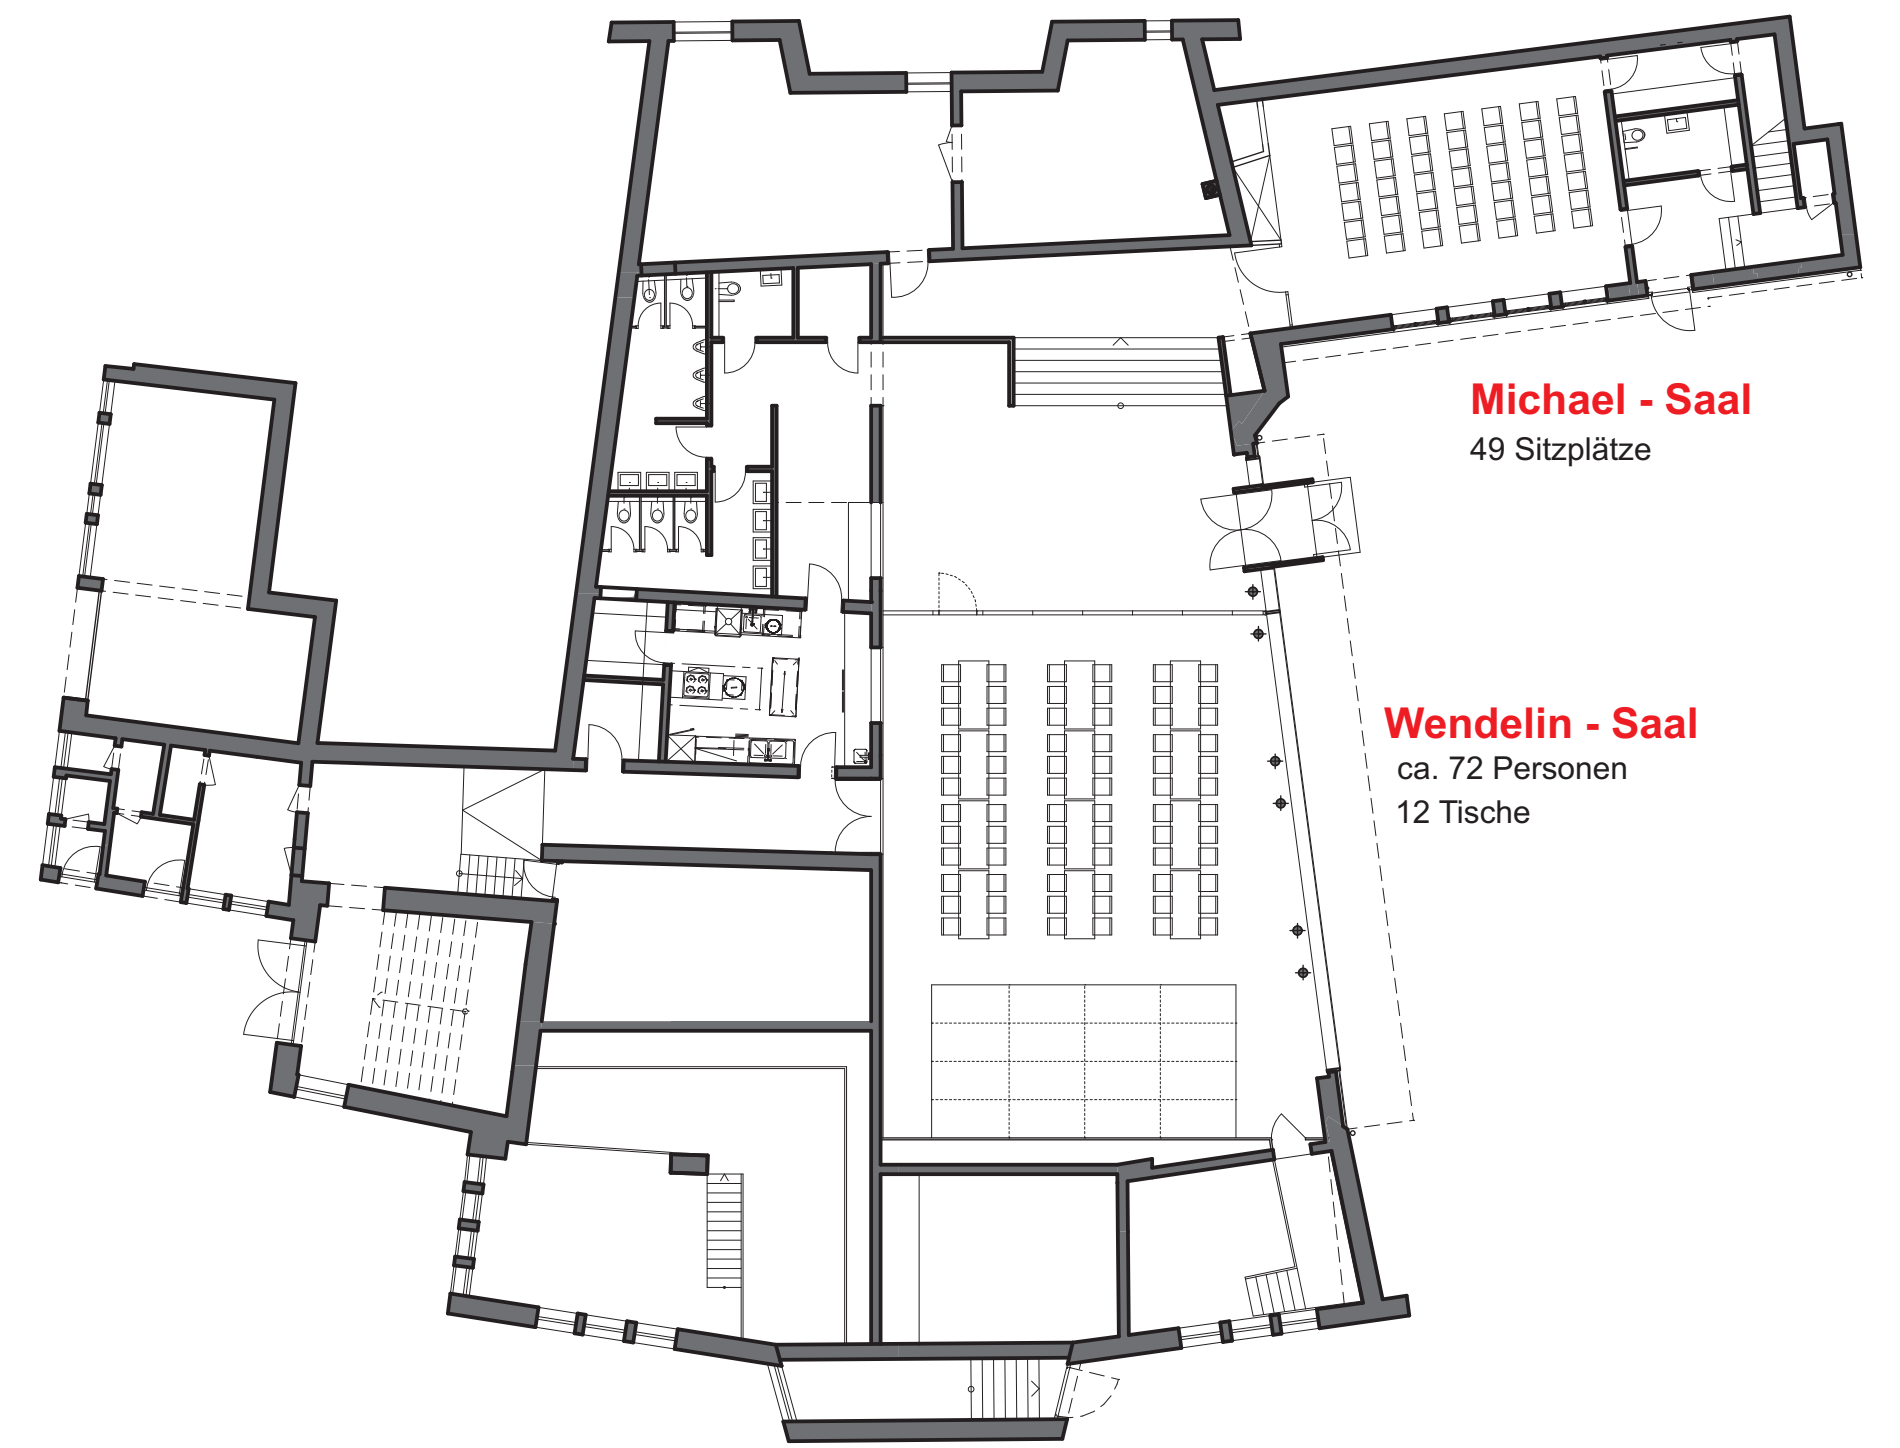 Michael - Saal
49 Sitzplätze
Wendelin - Saal
ca. 72 Personen
12 Tische